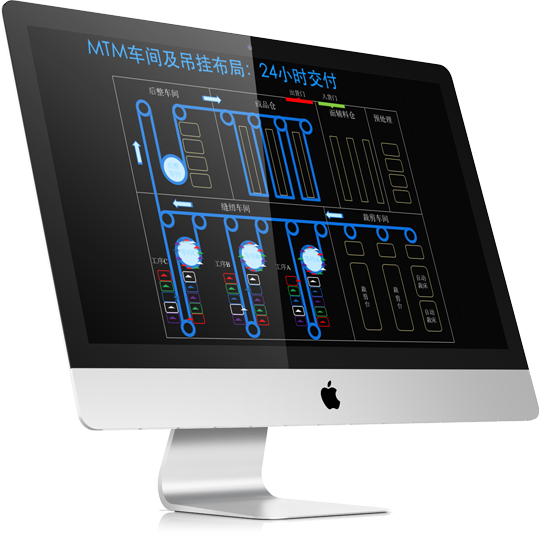 MTM车间及吊挂布局：24小时交付
出货门
入货门
后整车间
成品仓
面辅料仓
预处理
缝纫车间
裁剪车间
工序C
工序B
工序A
裁剪台
裁剪台
自动裁床
自动裁床